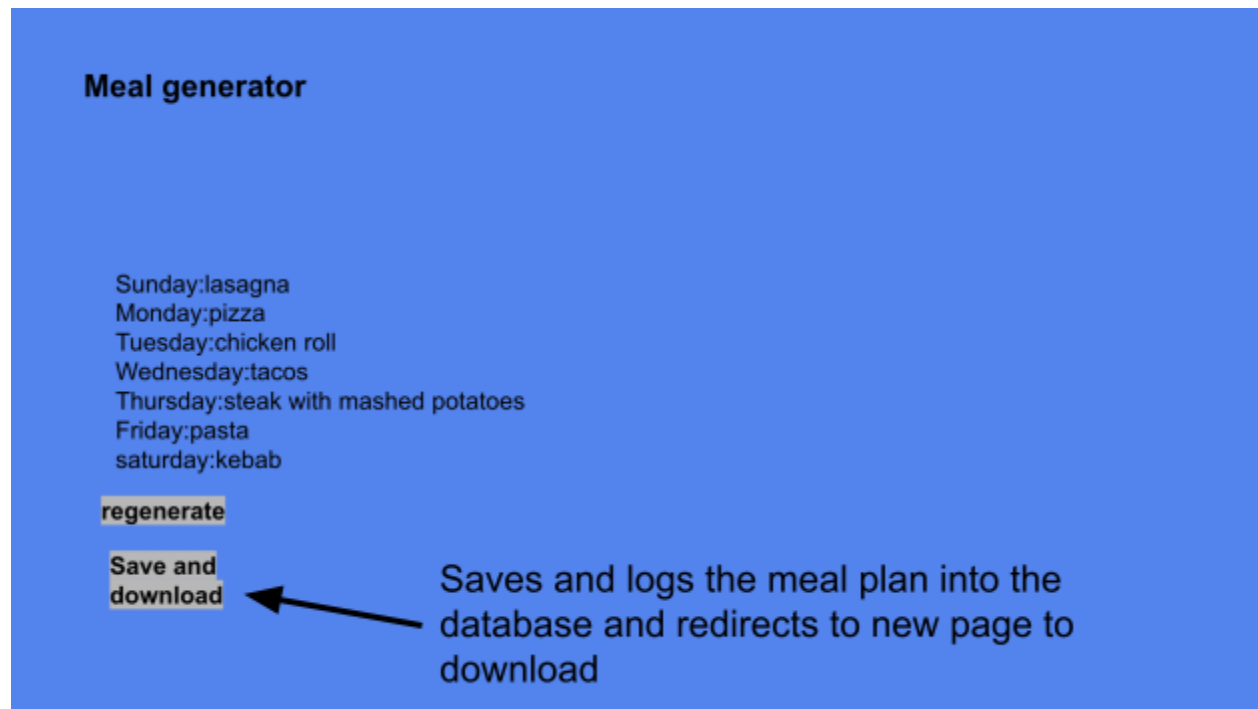 Meal generator
Sunday:lasagna
Monday:pizza
Tuesday:chicken roll
Wednesday:tacos
Thursday:steak with mashed potatoes
Friday:pasta
saturday:kebab
regenerate
Save and
download
Saves and logs the meal plan into the
database and redirects to new page to
download